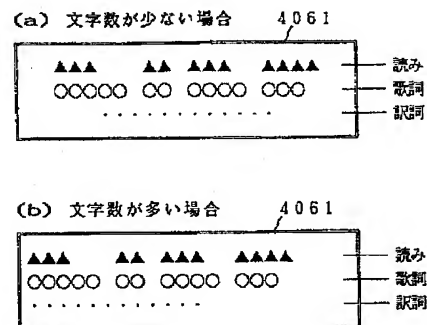 (a) 文字数が少ない場合 4061
▲▲▲ ▲▲ ▲▲▲ ▲▲▲▲ 読み
○○○○○ ○○ ○○○○ ○○○ 歌詞
・・・・・・・・・・・・ 訳詞
(b) 文字数が多い場合 4061
▲▲▲ ▲▲ ▲▲▲ ▲▲▲▲ 読み
○○○○○ ○○ ○○○○ ○○○ 歌詞
・・・・・・・・・・・・ 訳詞